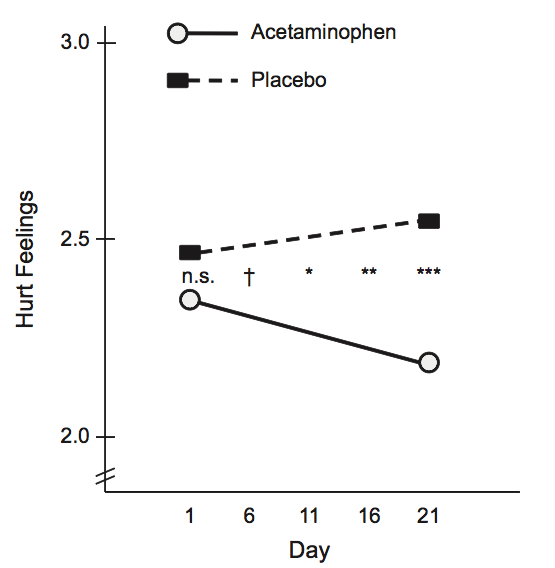 3.0
Acetaminophen
Placebo
Hurt Feelings
2.5
n.s. † * ** ***
2.0
1 6 11 16 21
Day